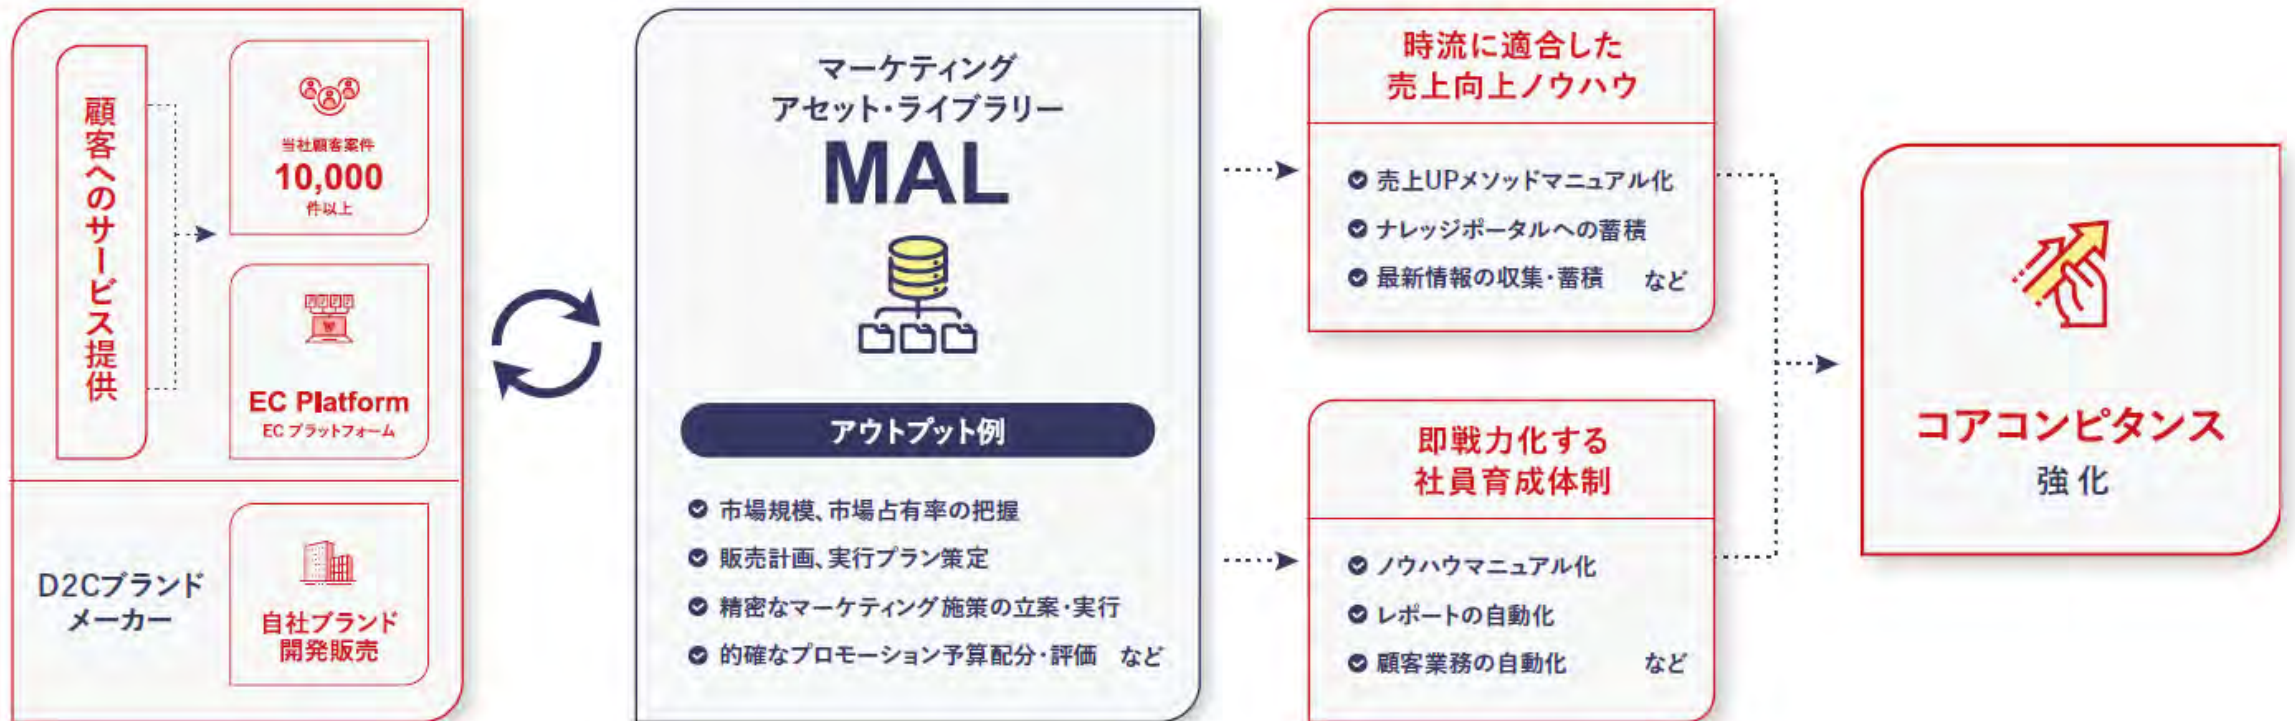 顧客へのサービス提供
当社顧客案件
10,000
件以上
EC Platform
EC プラットフォーム
D2Cブランド
メーカー
自社ブランド
開発販売
マーケティング
アセット・ライブラリー
MAL
アウトプット例
市場規模、市場占有率の把握
販売計画、実行プラン策定
精密なマーケティング施策の立案・実行
的確なプロモーション予算配分・評価 など
時流に適合した
売上向上ノウハウ
売上UPメソッドマニュアル化
ナレッジポータルへの蓄積
最新情報の収集・蓄積 など
即戦力化する
社員育成体制
ノウハウマニュアル化
レポートの自動化
顧客業務の自動化 など
コアコンピタンス
強化